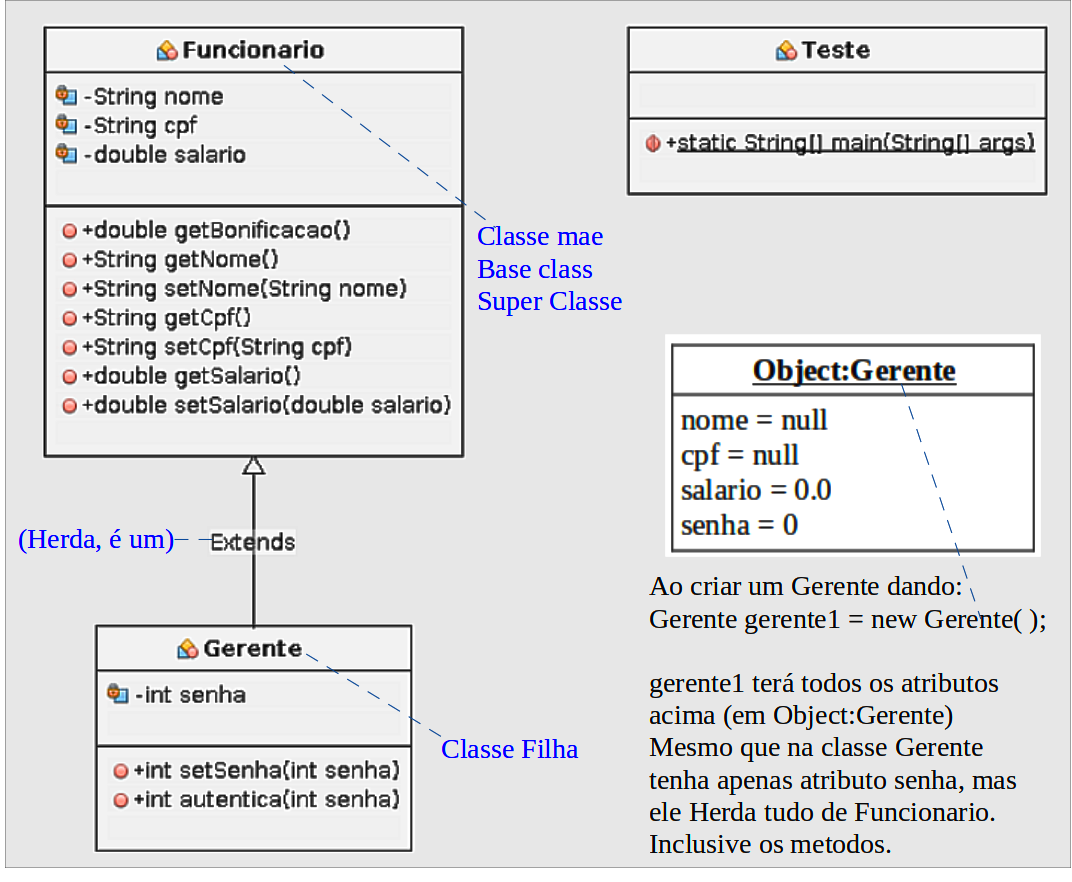 Funcionario
-String nome
-String cpf
-double salario
+double getBonificacao()
+String getNome()
+String setNome(String nome)
+String getCpf()
+String setCpf(String cpf)
+double getSalario()
+double setSalario(double salario)
Teste
+static String[] main(String[] args)
Classe mae
Base class
Super Classe
Object:Gerente
nome = null
cpf = null
salario = 0.0
senha = 0
(Herda, é um)
Extends
Gerente
-int senha
+int setSenha(int senha)
+int autentica(int senha)
Classe Filha
Ao criar um Gerente dando:
Gerente gerente1 = new Gerente( );
gerente1 terá todos os atributos
acima (em Object:Gerente)
Mesmo que na classe Gerente
tenha apenas atributo senha, mas
ele Herda tudo de Funcionario.
Inclusive os metodos.